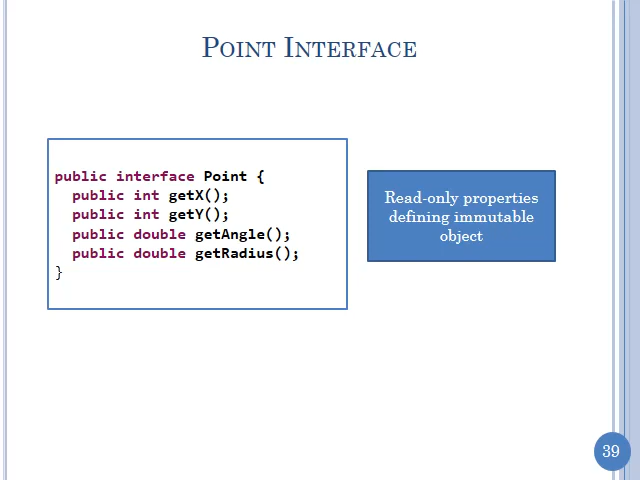 POINT INTERFACE
public interface Point {
public int getX();
public int getY();
public double getAngle();
public double getRadius();
}
Read-only properties
defining immutable
object
39